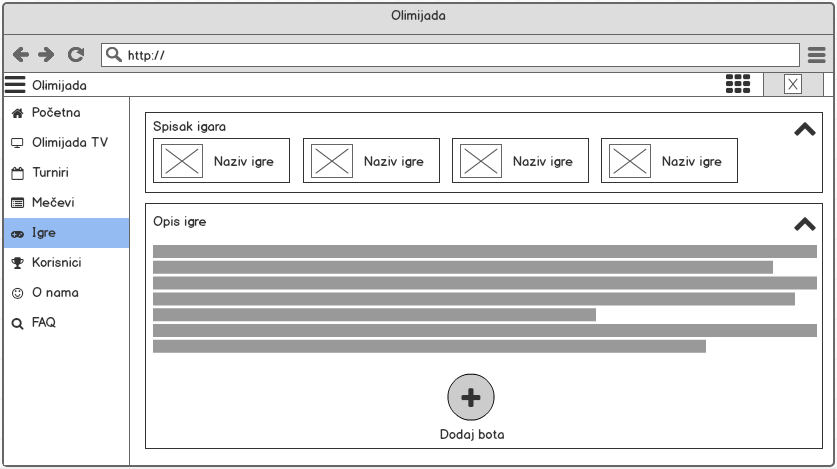 Olimijada
http://
Olimijada
X
Početna
Olimijada TV
Turniri
Mečevi
Igre
Korisnici
O nama
FAQ
Spisak igara
Naziv igre
Naziv igre
Naziv igre
Naziv igre
Opis igre
Dodaj bota